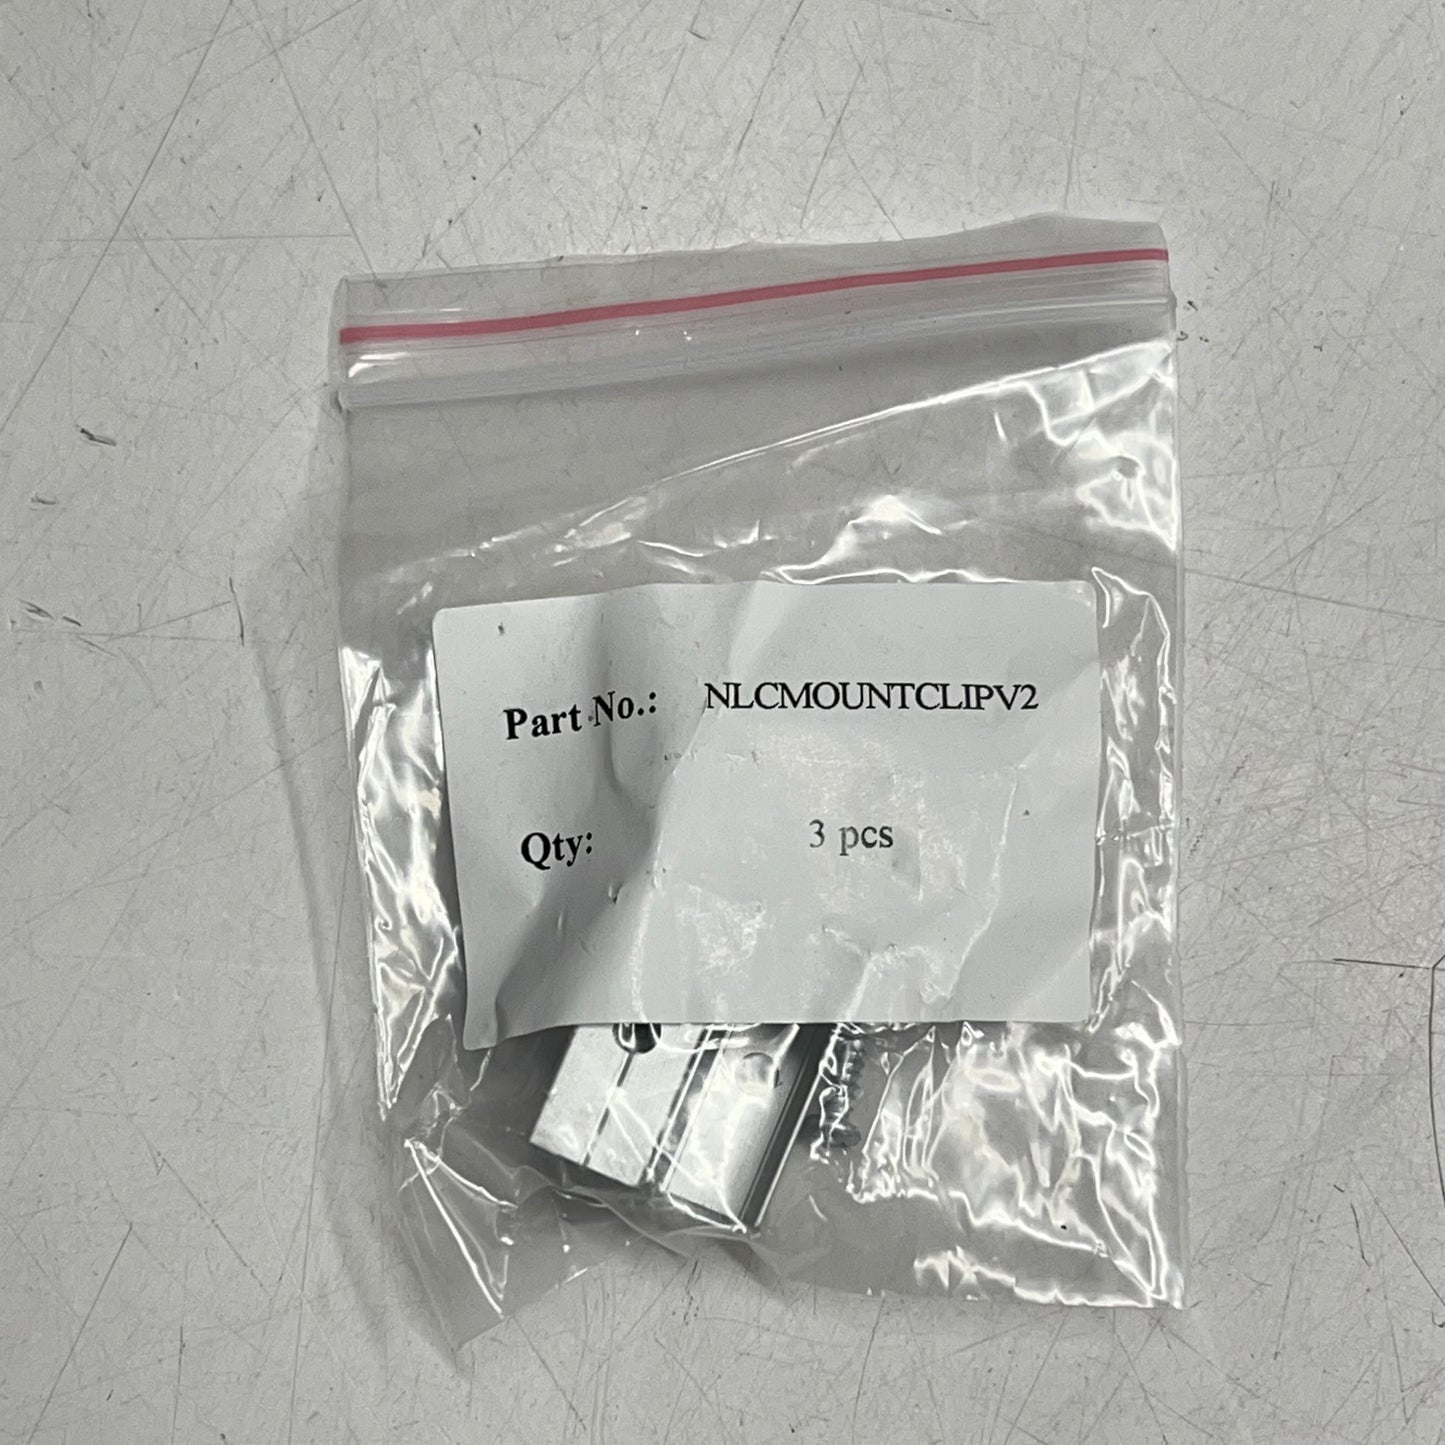 Part No.: NLCMOUNTCLIPV2
Qty: 3 pcs